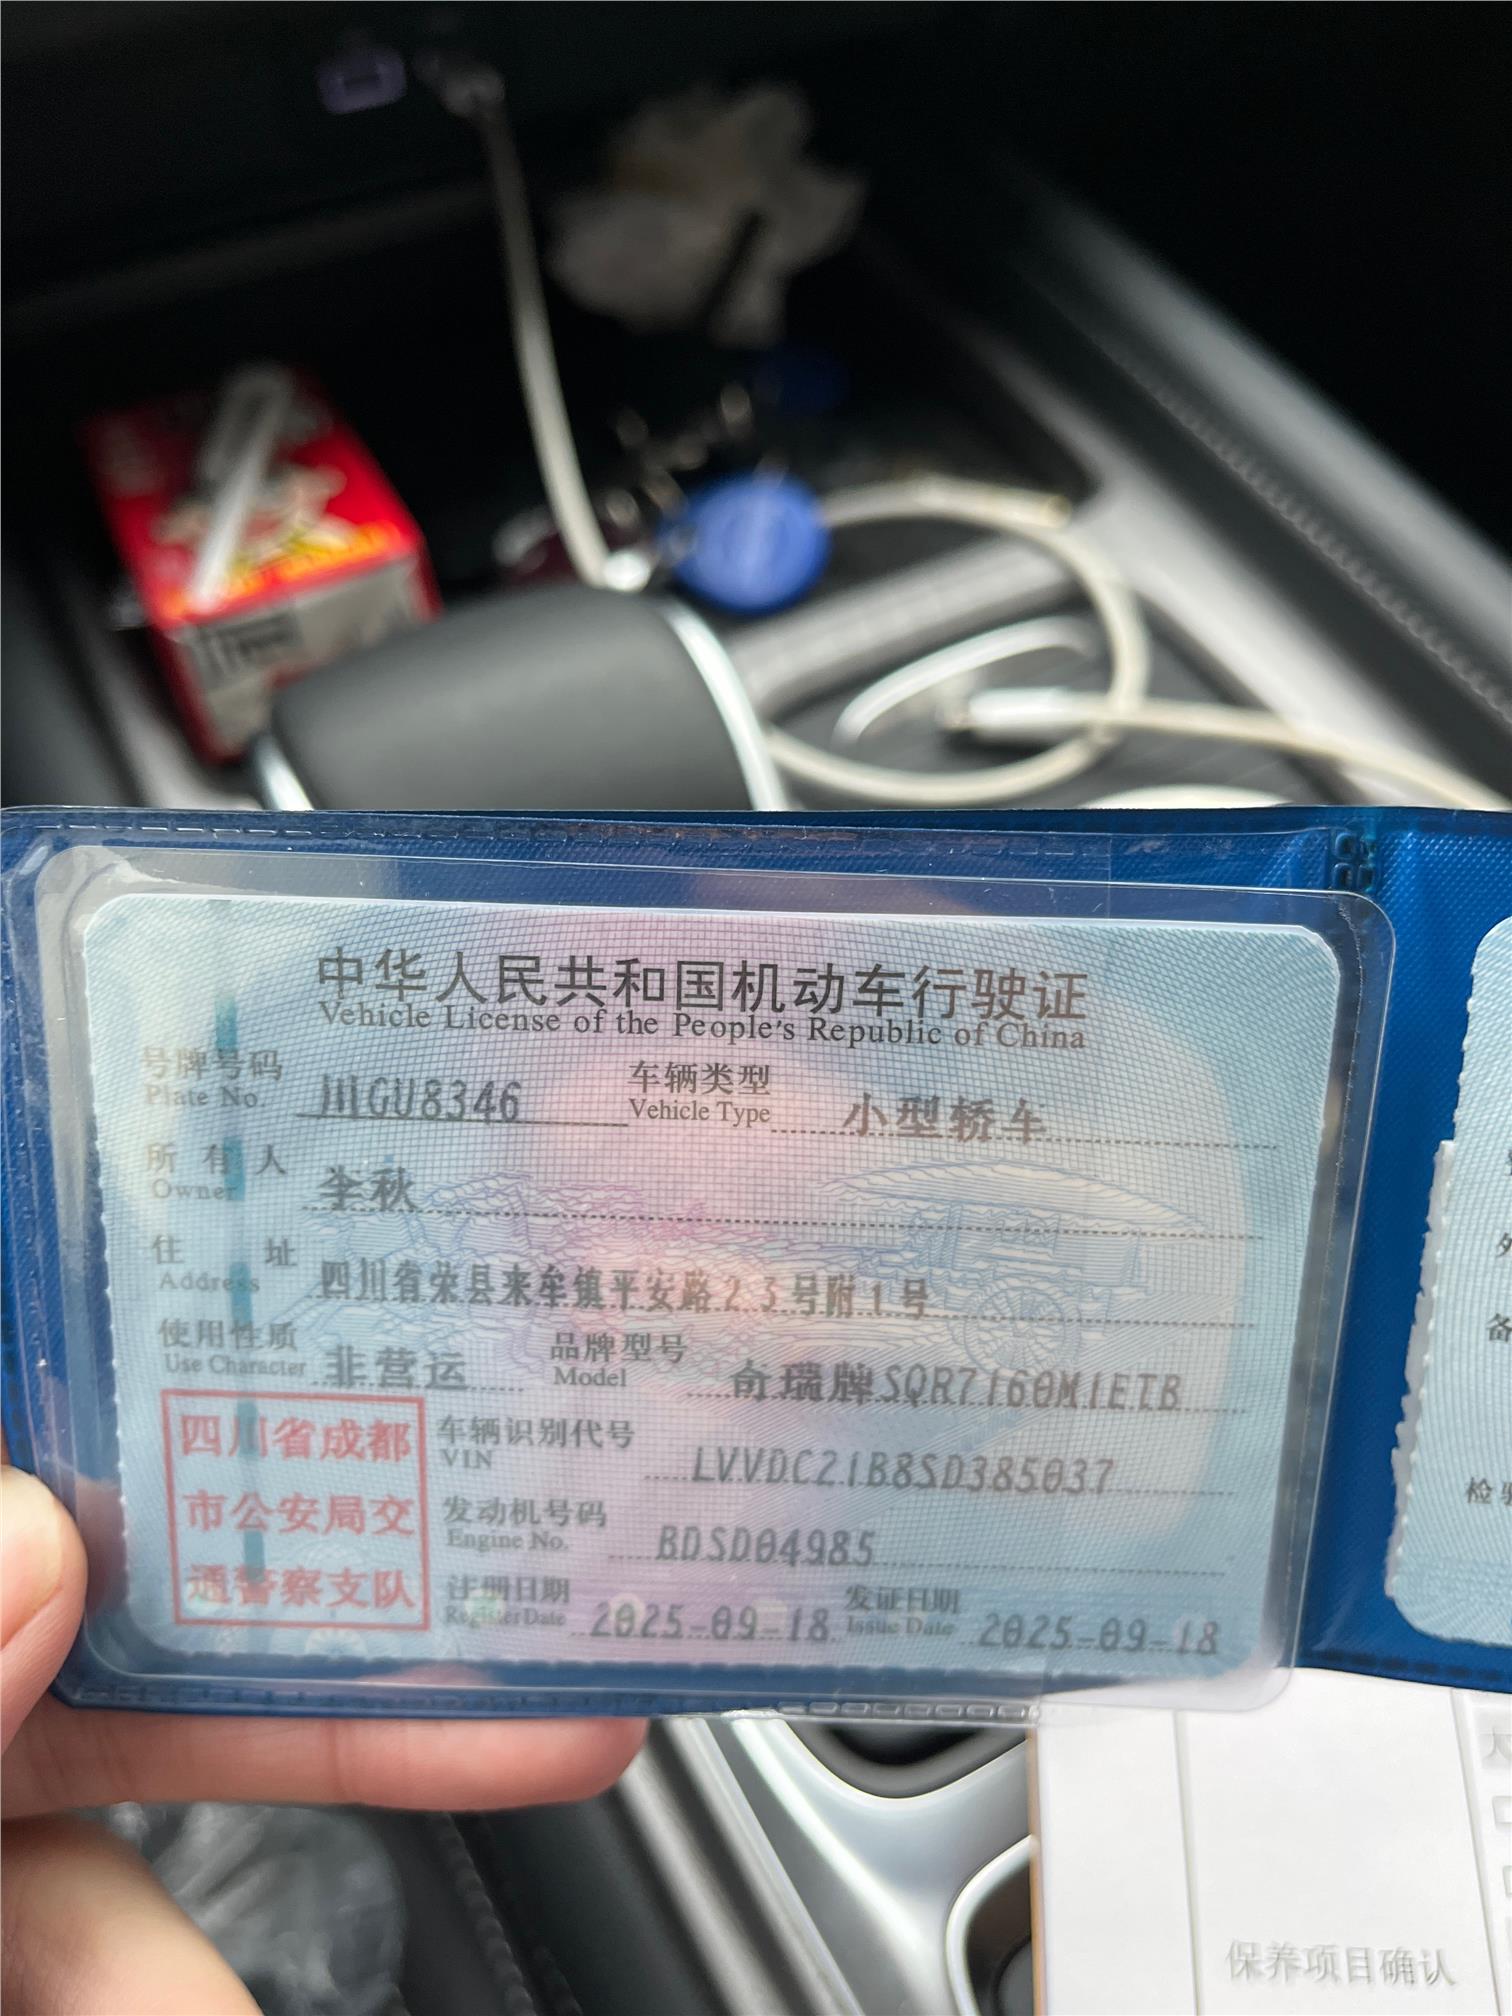 中华人民共和国机动车行驶证
Vehicle License of the People's Republic of China
号牌号码 川GU8346 车辆类型 小型轿车
Plate No. Vehicle Type
所有人 李秋
Owner
住址 四川省荣县来牟镇平安路23号附1号
Address
使用性质 非营运 品牌型号 奇瑞牌SQR7160M1ETB
Use Character Model
四川省成都
市公安局交
通警察支队
车辆识别代号 LVVDC21B8SD385037
VIN
发动机号码 BDSD04985
Engine No.
注册日期 2025-09-18 发证日期 2025-09-18
Register Date Issue Date
备
检验
保养项目确认